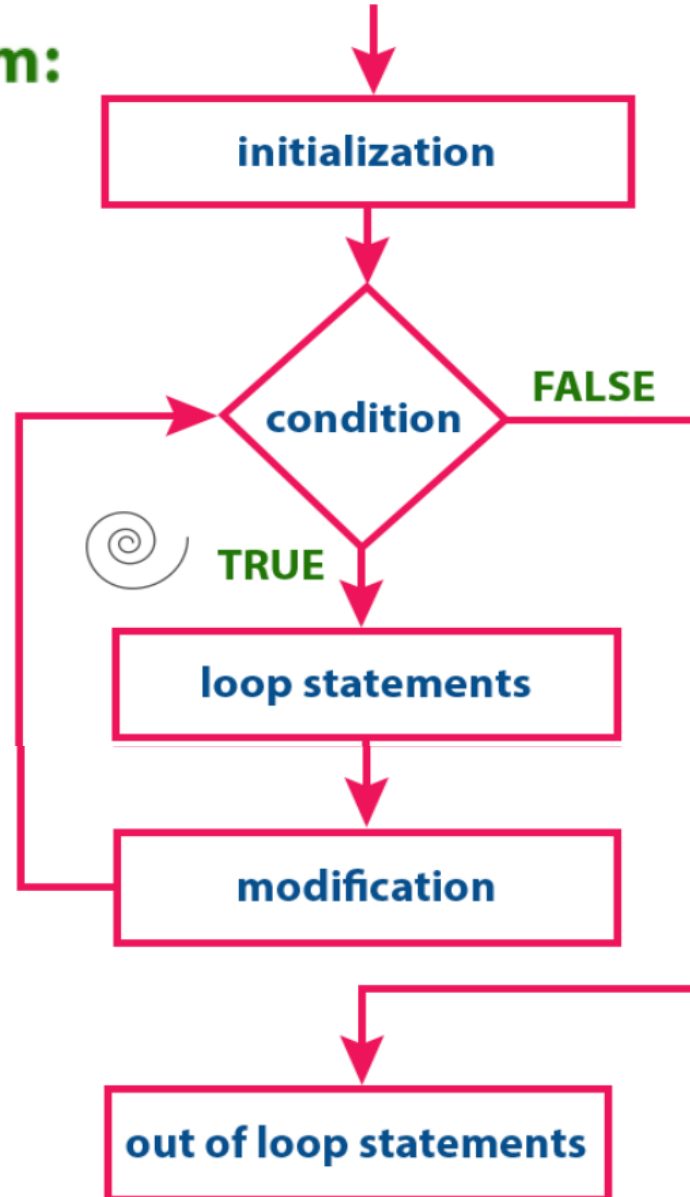 m:
initialization
condition
FALSE
TRUE
loop statements
modification
out of loop statements